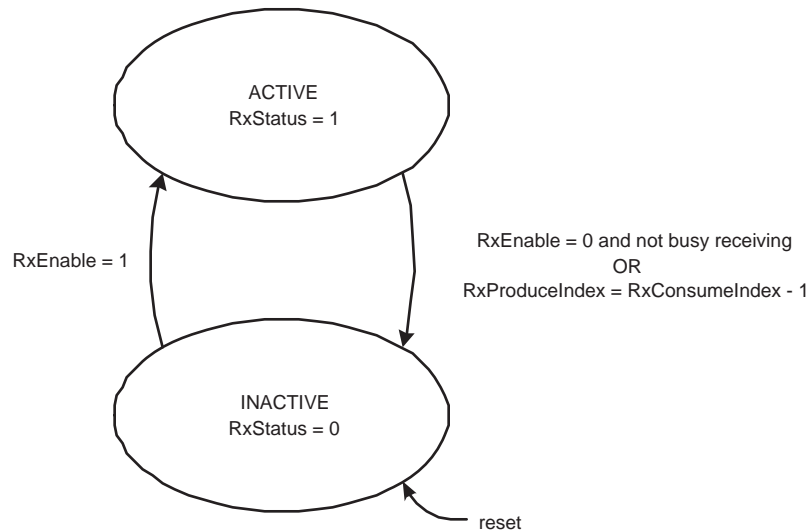 ACTIVE
RxStatus = 1
RxEnable = 1
RxEnable = 0 and not busy receiving
OR
RxProduceIndex = RxConsumeIndex - 1
INACTIVE
RxStatus = 0
reset